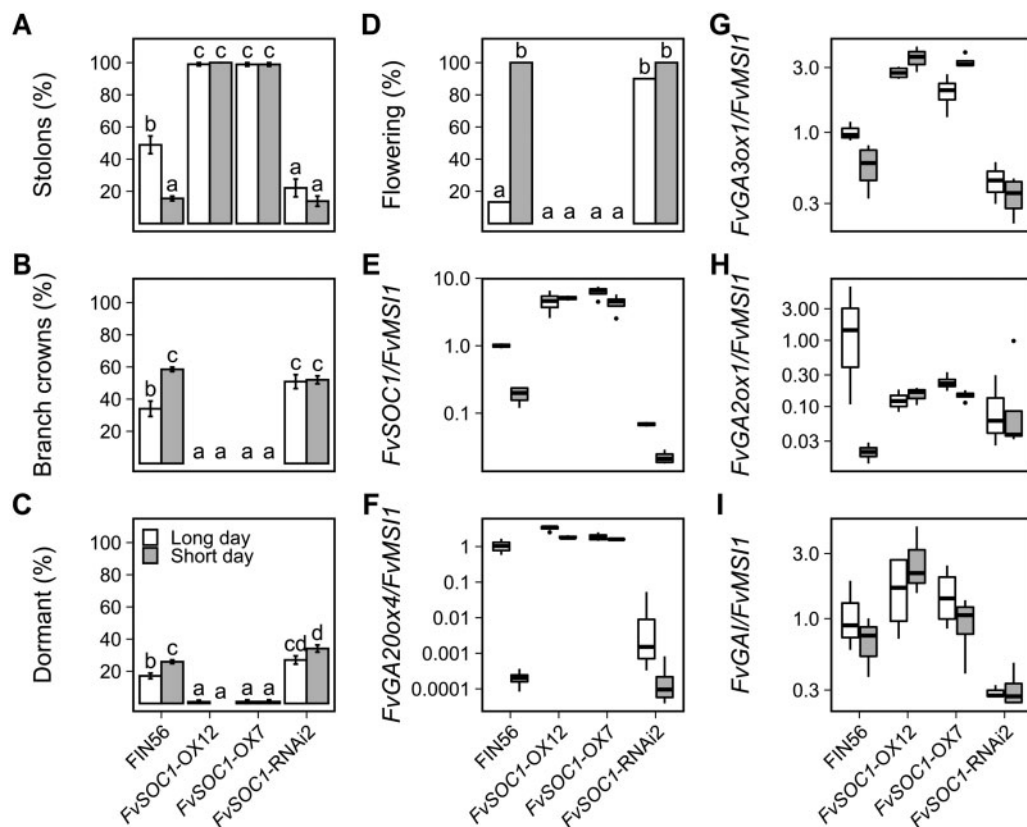 A
Stolons (%)
100
80
60
40
20
b
a
c
c
c
c
a
a
B
Branch crowns (%)
100
80
60
40
20
b
c
a
a
a
a
c
c
C
Dormant (%)
100
80
60
40
20
Long day
Short day
b
c
a
a
a
a
cd
d
FIN56
FvSOC1-OX12
FvSOC1-OX7
FvSOC1-RNAi2
D
Flowering (%)
100
80
60
40
20
a
b
a
a
a
a
b
b
E
FvSOC1/FvMSI1
10.0
1.0
0.1
F
FvGA20ox4/FvMSI1
1
0.1
0.01
0.001
0.0001
FIN56
FvSOC1-OX12
FvSOC1-OX7
FvSOC1-RNAi2
G
FvGA3ox1/FvMSI1
3.0
1.0
0.3
H
FvGA2ox1/FvMSI1
3.00
1.00
0.30
0.10
0.03
I
FvGAI/FvMSI1
3.0
1.0
0.3
FIN56
FvSOC1-OX12
FvSOC1-OX7
FvSOC1-RNAi2